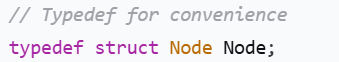 // Typedef for convenience
typedef struct Node Node;